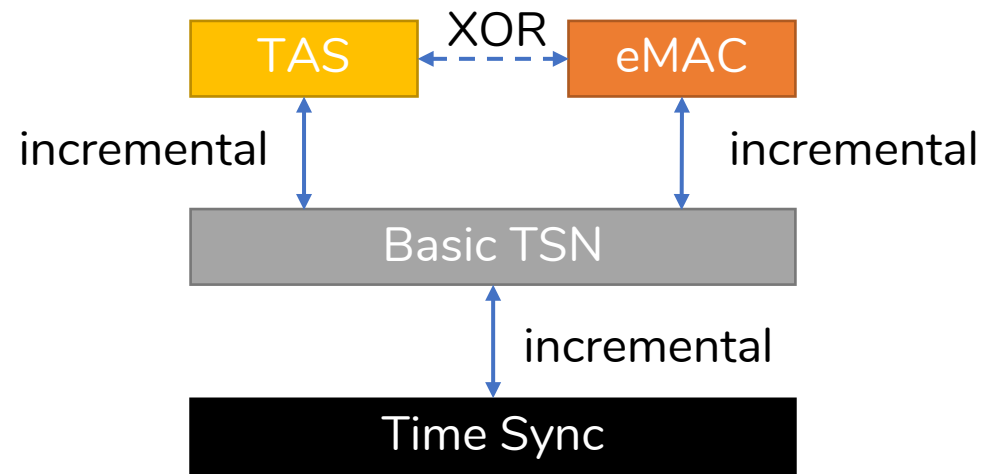 XOR
TAS
eMAC
incremental
incremental
Basic TSN
incremental
Time Sync